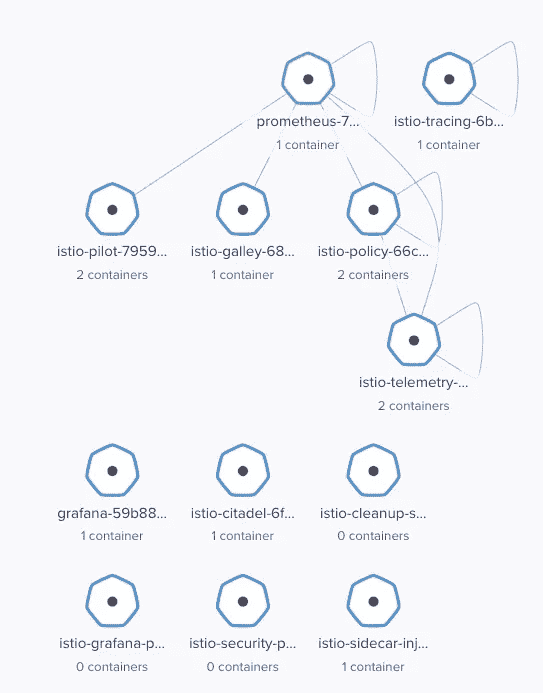 prometheus-7...
1 container
istio-tracing-6b...
1 container
istio-pilot-7959...
2 containers
istio-galley-68...
1 container
istio-policy-66c...
2 containers
istio-telemetry-...
2 containers
grafana-59b88...
1 container
istio-citadel-6f...
1 container
istio-cleanup-s...
0 containers
istio-grafana-p...
0 containers
istio-security-p...
0 containers
istio-sidecar-inj...
1 container